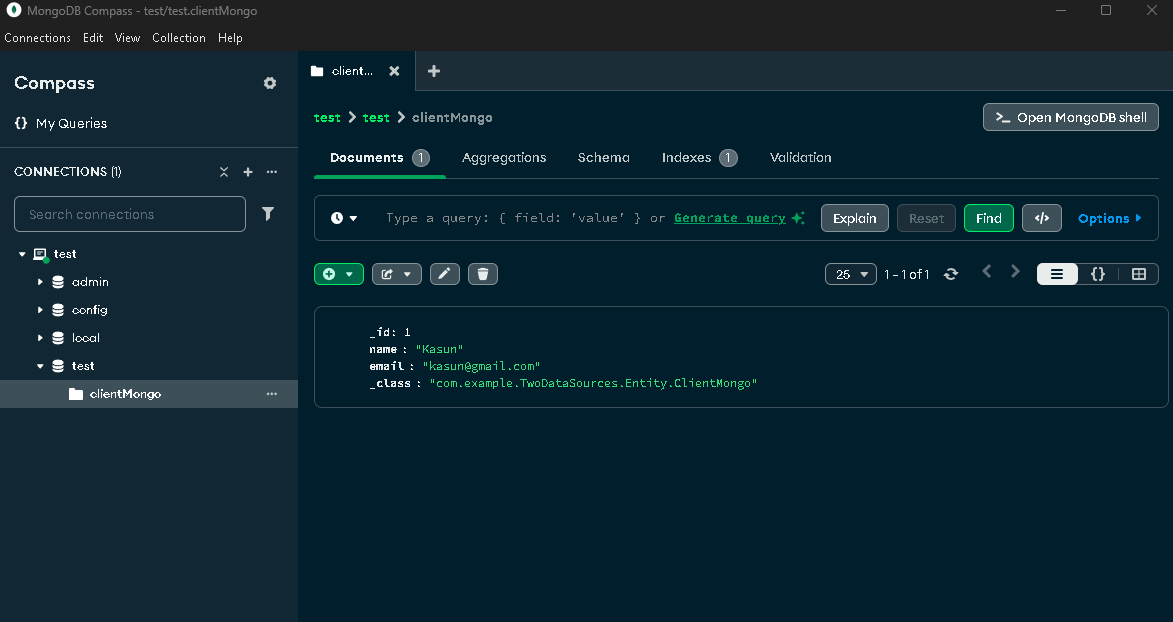 MongoDB Compass - test/test.clientMongo
Connections Edit View Collection Help
Compass
{} My Queries
CONNECTIONS (1)
Search connections
test
admin
config
local
test
clientMongo
client...
test > test > clientMongo
>_ Open MongoDB shell
Documents 1 Aggregations Schema Indexes 1 Validation
Type a query: { field: 'value' } or Generate query
Explain Reset Find </> Options
25 1 - 1 of 1 {}
_id: 1
name : "Kasun"
email : "kasun@gmail.com"
_class : "com.example.TwoDataSources.Entity.ClientMongo"